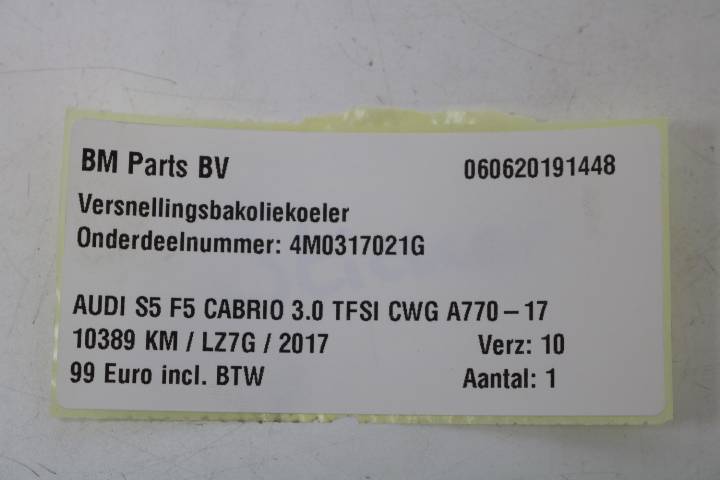 BM Parts BV 060620191448
Versnellingsbakoliekoeler
Onderdeelnummer: 4M0317021G
AUDI S5 F5 CABRIO 3.0 TFSI CWG A770-17
10389 KM / LZ7G / 2017 Verz: 10
99 Euro incl. BTW Aantal: 1